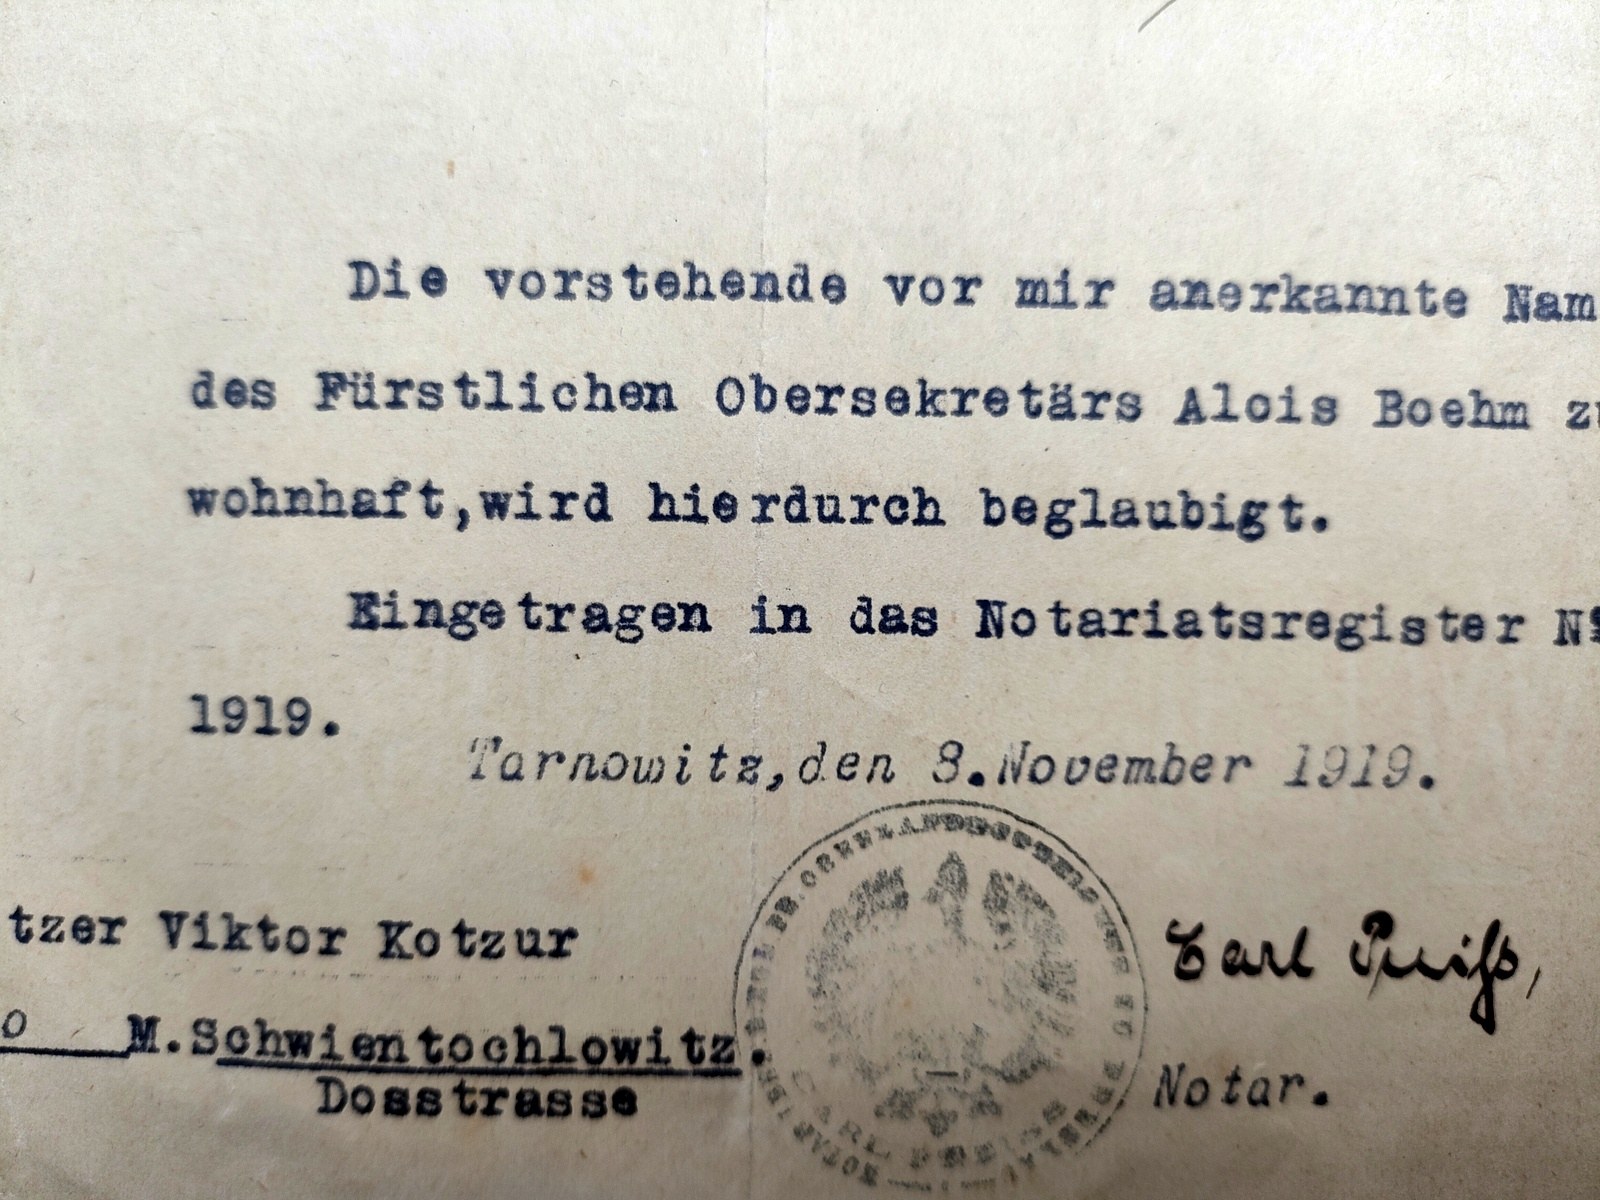 Die vorstehende vor mir anerkannte Nam
des Fürstlichen Obersekretärs Alois Boehm zu
wohnhaft,wird hierdurch beglaubigt.
Eingetragen in das Notariatsregister N
1919.
Tarnowitz,den 8.November 1919.
tzer Viktor Kotzur
Carl
o M.Schwientochlowitz.
Dosstrasse
Notar.